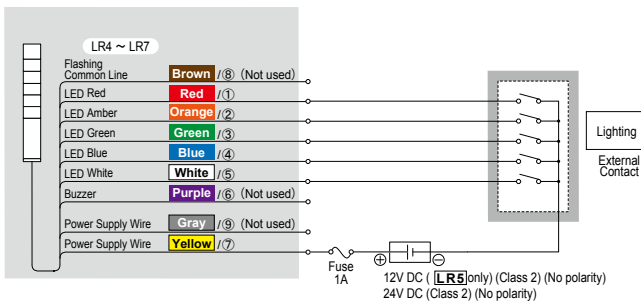 LR4 ～ LR7
Flashing
Common Line Brown /⑧ (Not used)
LED Red Red /①
LED Amber Orange /②
LED Green Green /③
LED Blue Blue /④
LED White White /⑤
Buzzer Purple /⑥ (Not used)
Power Supply Wire Gray /⑨ (Not used)
Power Supply Wire Yellow /⑦
Lighting
External
Contact
Fuse
1A
⊕ ⊖
12V DC ( LR5 only) (Class 2) (No polarity)
24V DC (Class 2) (No polarity)